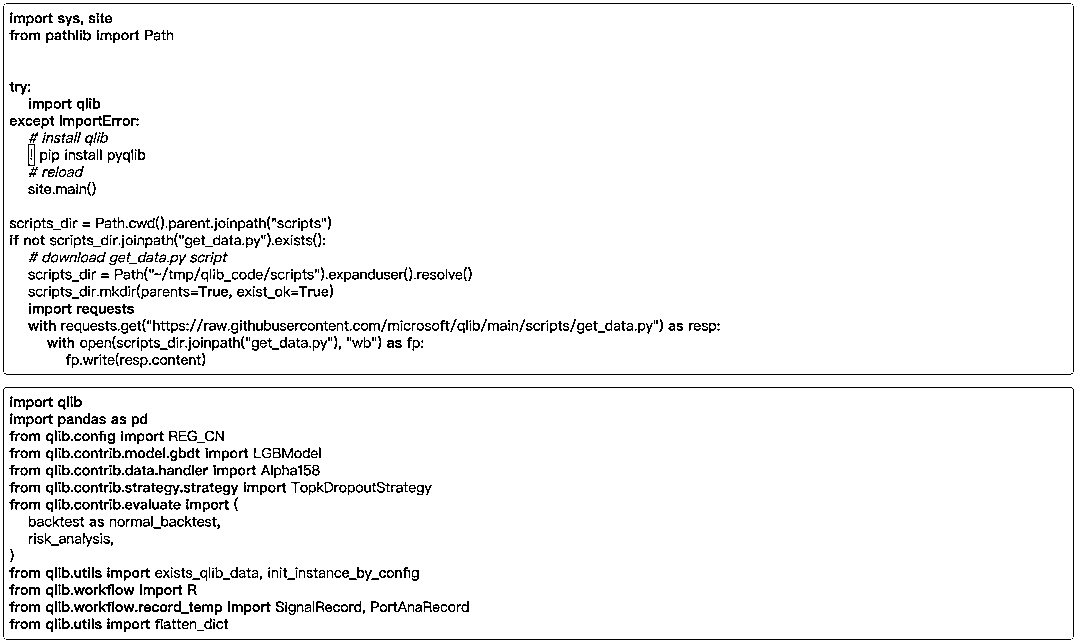 import sys, site
from pathlib import Path
try:
import qlib
except ImportError:
# install qlib
! pip install pyqlib
# reload
site.main()
scripts_dir = Path.cwd().parent.joinpath("scripts")
if not scripts_dir.joinpath("get_data.py").exists():
# download get_data.py script
scripts_dir = Path("~/tmp/qlib_code/scripts").expanduser().resolve()
scripts_dir.mkdir(parents=True, exist_ok=True)
import requests
with requests.get("https://raw.githubusercontent.com/microsoft/qlib/main/scripts/get_data.py") as resp:
with open(scripts_dir.joinpath("get_data.py"), "wb") as fp:
fp.write(resp.content)
import qlib
import pandas as pd
from qlib.config import REG_CN
from qlib.contrib.model.gbdt import LGBModel
from qlib.contrib.data.handler import Alpha158
from qlib.contrib.strategy.strategy import TopkDropoutStrategy
from qlib.contrib.evaluate import (
backtest as normal_backtest,
risk_analysis,
)
from qlib.utils import exists_qlib_data, init_instance_by_config
from qlib.workflow import R
from qlib.workflow.record_temp import SignalRecord, PortAnaRecord
from qlib.utils import flatten_dict